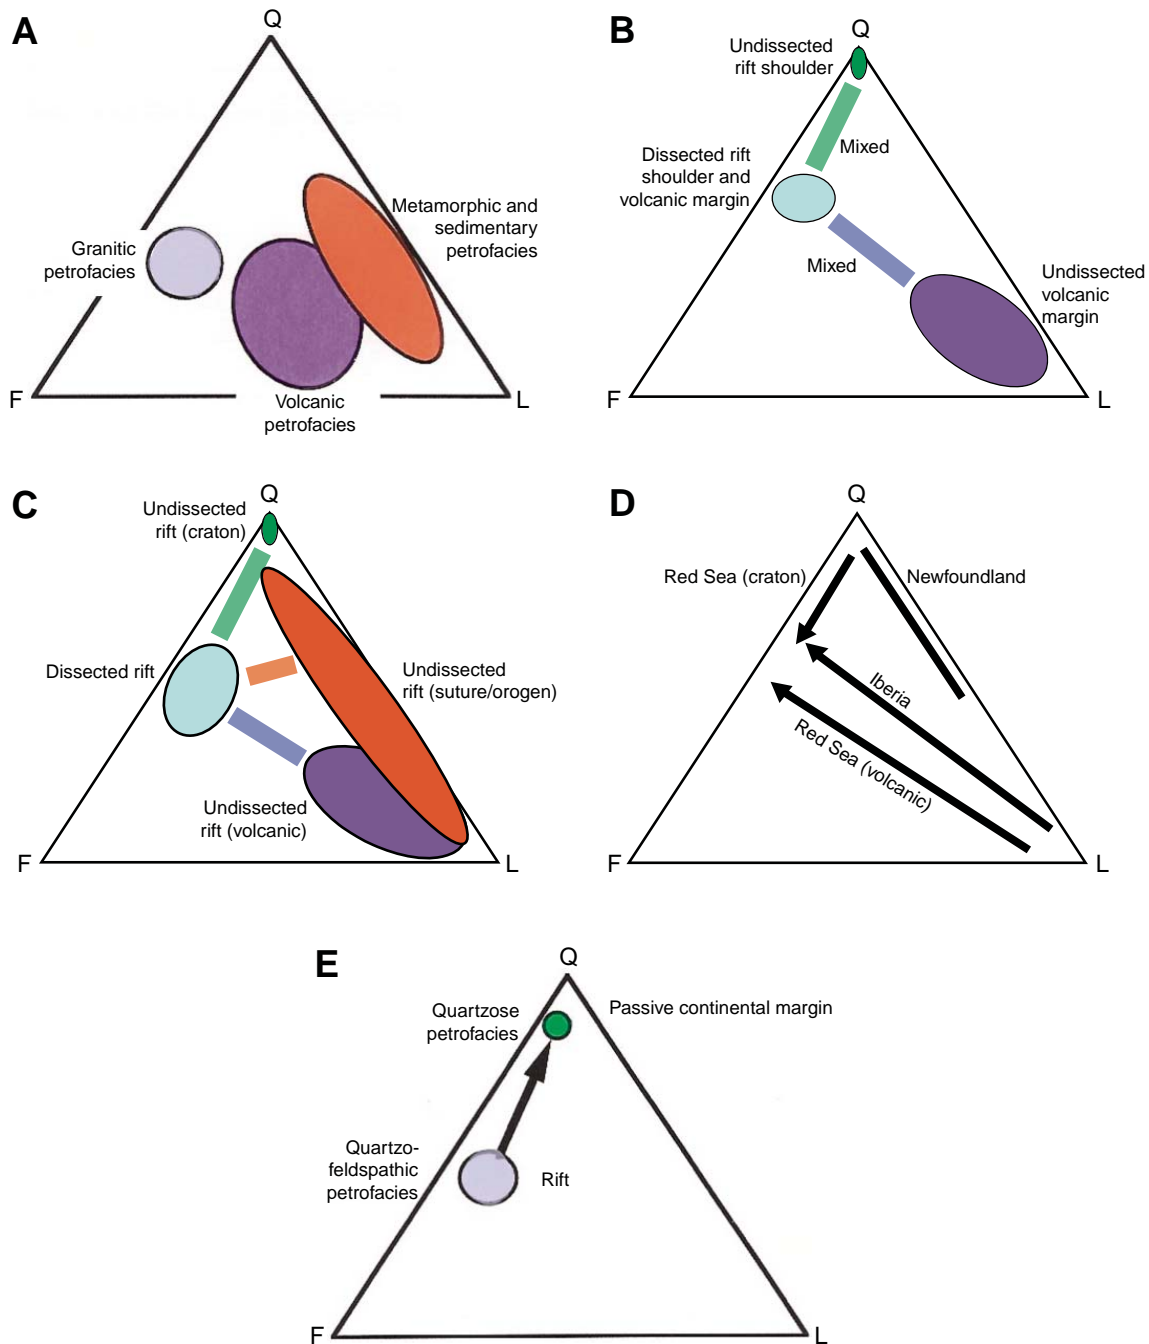 A
Q
Granitic
petrofacies
Metamorphic and
sedimentary
petrofacies
F
L
Volcanic
petrofacies
B
Q
Undissected
rift shoulder
Mixed
Dissected rift
shoulder and
volcanic margin
Mixed
Undissected
volcanic
margin
F
L
C
Q
Undissected
rift (craton)
Dissected rift
Undissected
rift (suture/orogen)
Undissected
rift (volcanic)
F
L
D
Q
Red Sea (craton)
Newfoundland
Iberia
Red Sea (volcanic)
F
L
E
Q
Quartzose
petrofacies
Passive continental margin
Quartzo-
feldspathic
petrofacies
Rift
F
L